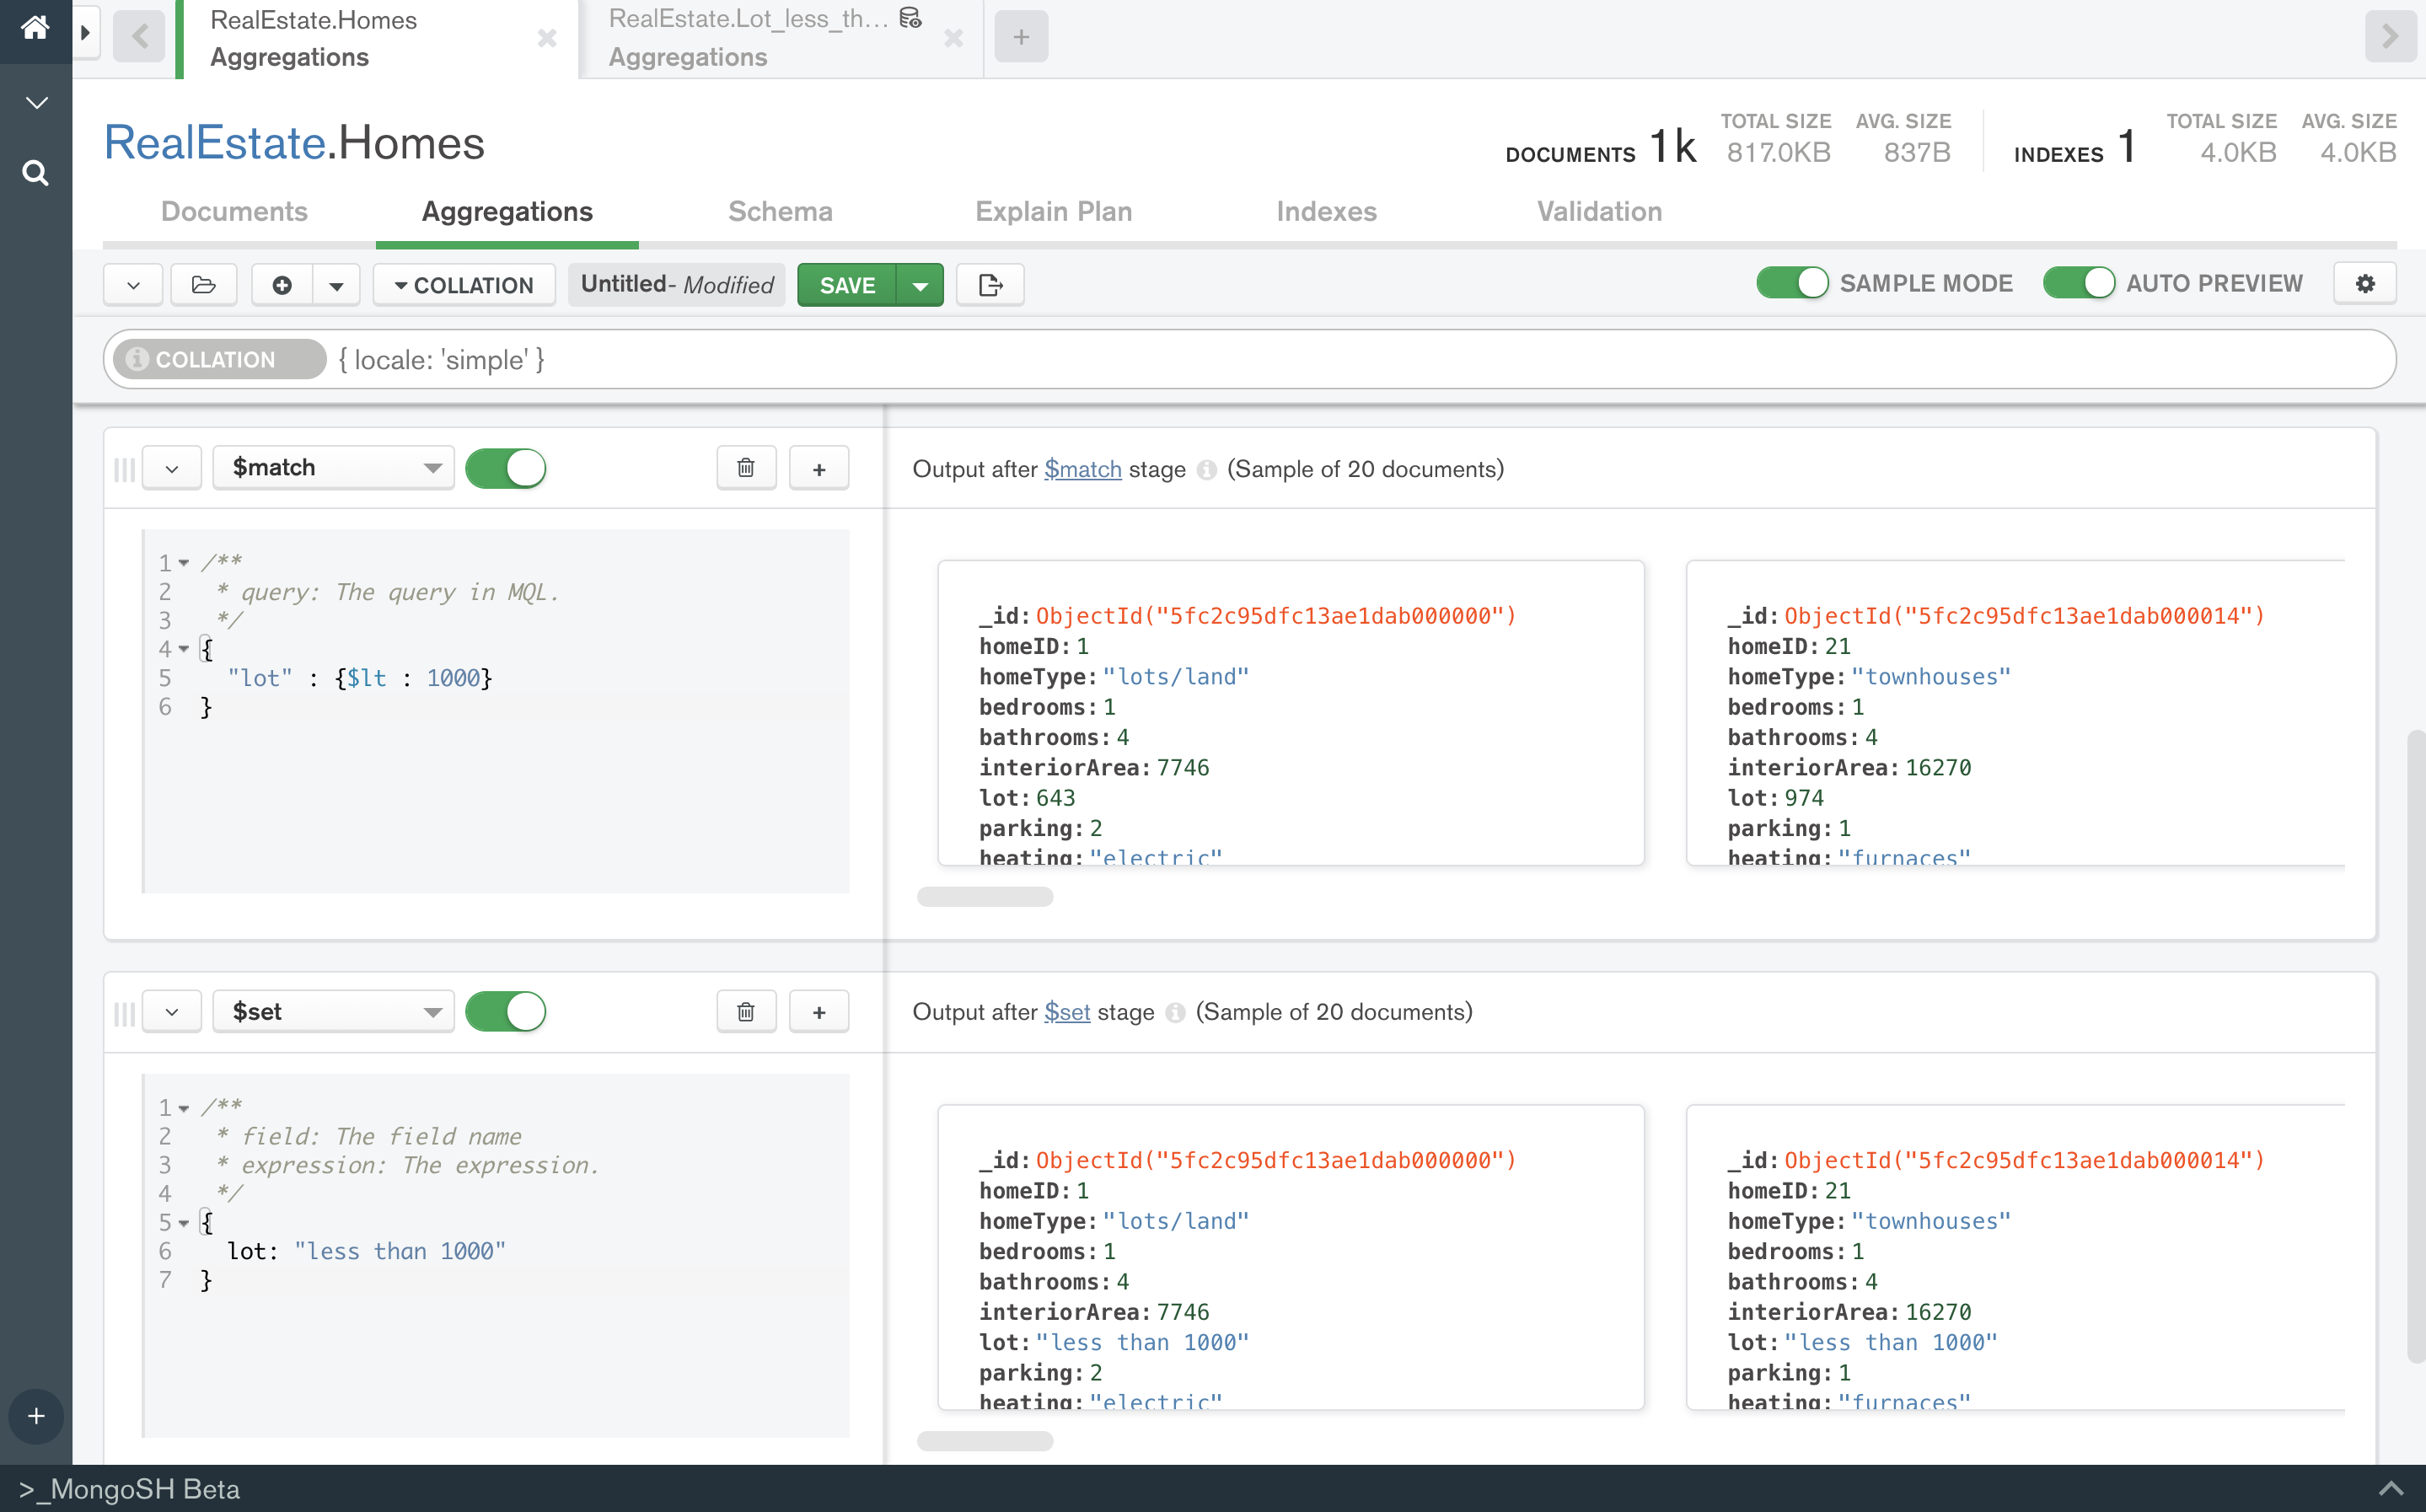 RealEstate.Homes
Aggregations
RealEstate.Lot_less_th...
Aggregations
RealEstate.Homes
DOCUMENTS 1k
TOTAL SIZE
817.0KB
AVG. SIZE
837B
INDEXES 1
TOTAL SIZE
4.0KB
AVG. SIZE
4.0KB
Documents
Aggregations
Schema
Explain Plan
Indexes
Validation
COLLATION
Untitled- Modified
SAVE
SAMPLE MODE
AUTO PREVIEW
COLLATION
{ locale: 'simple' }
$match
Output after $match stage (Sample of 20 documents)
1 /**
2 * query: The query in MQL.
3 */
4 {
5 "lot" : {$lt : 1000}
6 }
_id: ObjectId("5fc2c95dfc13ae1dab000000")
homeID: 1
homeType: "lots/land"
bedrooms: 1
bathrooms: 4
interiorArea: 7746
lot: 643
parking: 2
heating: "electric"
_id: ObjectId("5fc2c95dfc13ae1dab000014")
homeID: 21
homeType: "townhouses"
bedrooms: 1
bathrooms: 4
interiorArea: 16270
lot: 974
parking: 1
heating: "furnaces"
$set
Output after $set stage (Sample of 20 documents)
1 /**
2 * field: The field name
3 * expression: The expression.
4 */
5 {
6 lot: "less than 1000"
7 }
_id: ObjectId("5fc2c95dfc13ae1dab000000")
homeID: 1
homeType: "lots/land"
bedrooms: 1
bathrooms: 4
interiorArea: 7746
lot: "less than 1000"
parking: 2
heating: "electric"
_id: ObjectId("5fc2c95dfc13ae1dab000014")
homeID: 21
homeType: "townhouses"
bedrooms: 1
bathrooms: 4
interiorArea: 16270
lot: "less than 1000"
parking: 1
heating: "furnaces"
>_MongoSH Beta